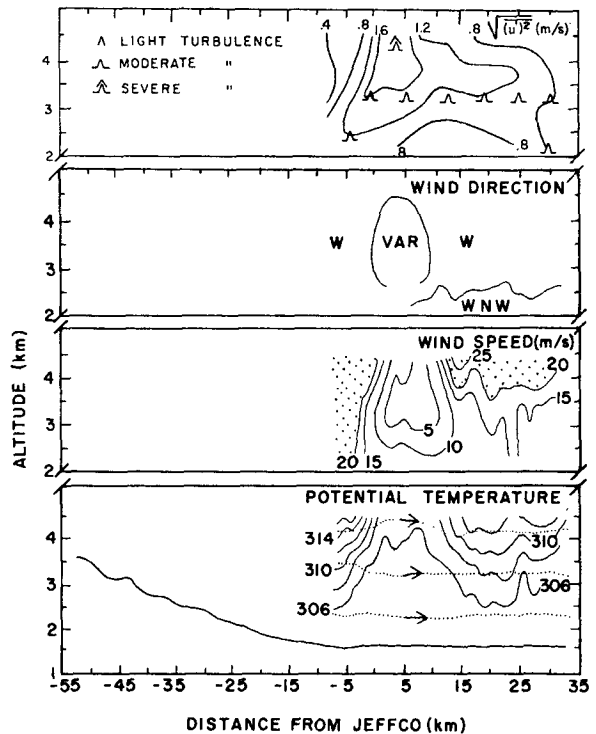 .4 .8 1.6 1.2 .8 √(u')² (m/s)
LIGHT TURBULENCE
MODERATE "
SEVERE "
4
3
2
.8
.8
WIND DIRECTION
4
3
2
W VAR W
WNW
WIND SPEED (m/s)
4
3
2
25
20
15
5
10
20 15
ALTITUDE (km)
POTENTIAL TEMPERATURE
4
3
2
1
314
310
306
310
306
-55 -45 -35 -25 -15 -5 5 15 25 35
DISTANCE FROM JEFFCO (km)